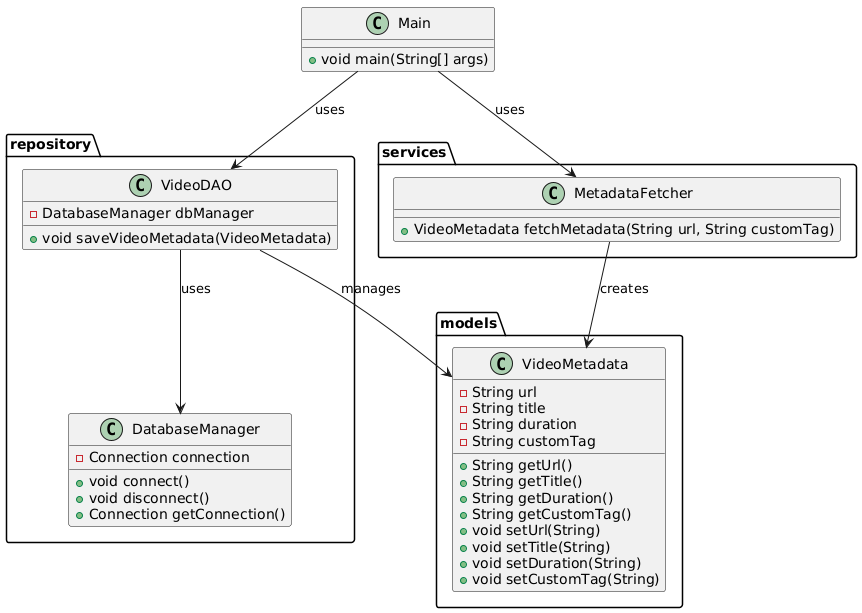 C Main
+ void main(String[] args)
uses
uses
repository
C VideoDAO
DatabaseManager dbManager
void saveVideoMetadata(VideoMetadata)
services
C MetadataFetcher
VideoMetadata fetchMetadata(String url, String customTag)
uses
manages
creates
C DatabaseManager
Connection connection
void connect()
void disconnect()
Connection getConnection()
models
C VideoMetadata
String url
String title
String duration
String customTag
String getUrl()
String getTitle()
String getDuration()
String getCustomTag()
void setUrl(String)
void setTitle(String)
void setDuration(String)
void setCustomTag(String)